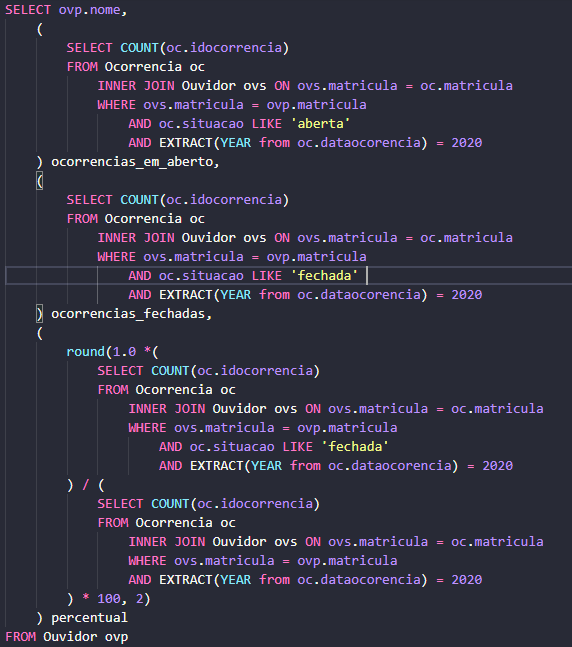 SELECT ovp.nome,
(
SELECT COUNT(oc.idocorrencia)
FROM Ocorrencia oc
INNER JOIN Ouvidor ovs ON ovs.matricula = oc.matricula
WHERE ovs.matricula = ovp.matricula
AND oc.situacao LIKE 'aberta'
AND EXTRACT(YEAR from oc.dataocorencia) = 2020
) ocorrencias_em_aberto,
(
SELECT COUNT(oc.idocorrencia)
FROM Ocorrencia oc
INNER JOIN Ouvidor ovs ON ovs.matricula = oc.matricula
WHERE ovs.matricula = ovp.matricula
AND oc.situacao LIKE 'fechada'
AND EXTRACT(YEAR from oc.dataocorencia) = 2020
) ocorrencias_fechadas,
(
round(1.0 *(
SELECT COUNT(oc.idocorrencia)
FROM Ocorrencia oc
INNER JOIN Ouvidor ovs ON ovs.matricula = oc.matricula
WHERE ovs.matricula = ovp.matricula
AND oc.situacao LIKE 'fechada'
AND EXTRACT(YEAR from oc.dataocorencia) = 2020
) / (
SELECT COUNT(oc.idocorrencia)
FROM Ocorrencia oc
INNER JOIN Ouvidor ovs ON ovs.matricula = oc.matricula
WHERE ovs.matricula = ovp.matricula
AND EXTRACT(YEAR from oc.dataocorencia) = 2020
) * 100, 2)
) percentual
FROM Ouvidor ovp